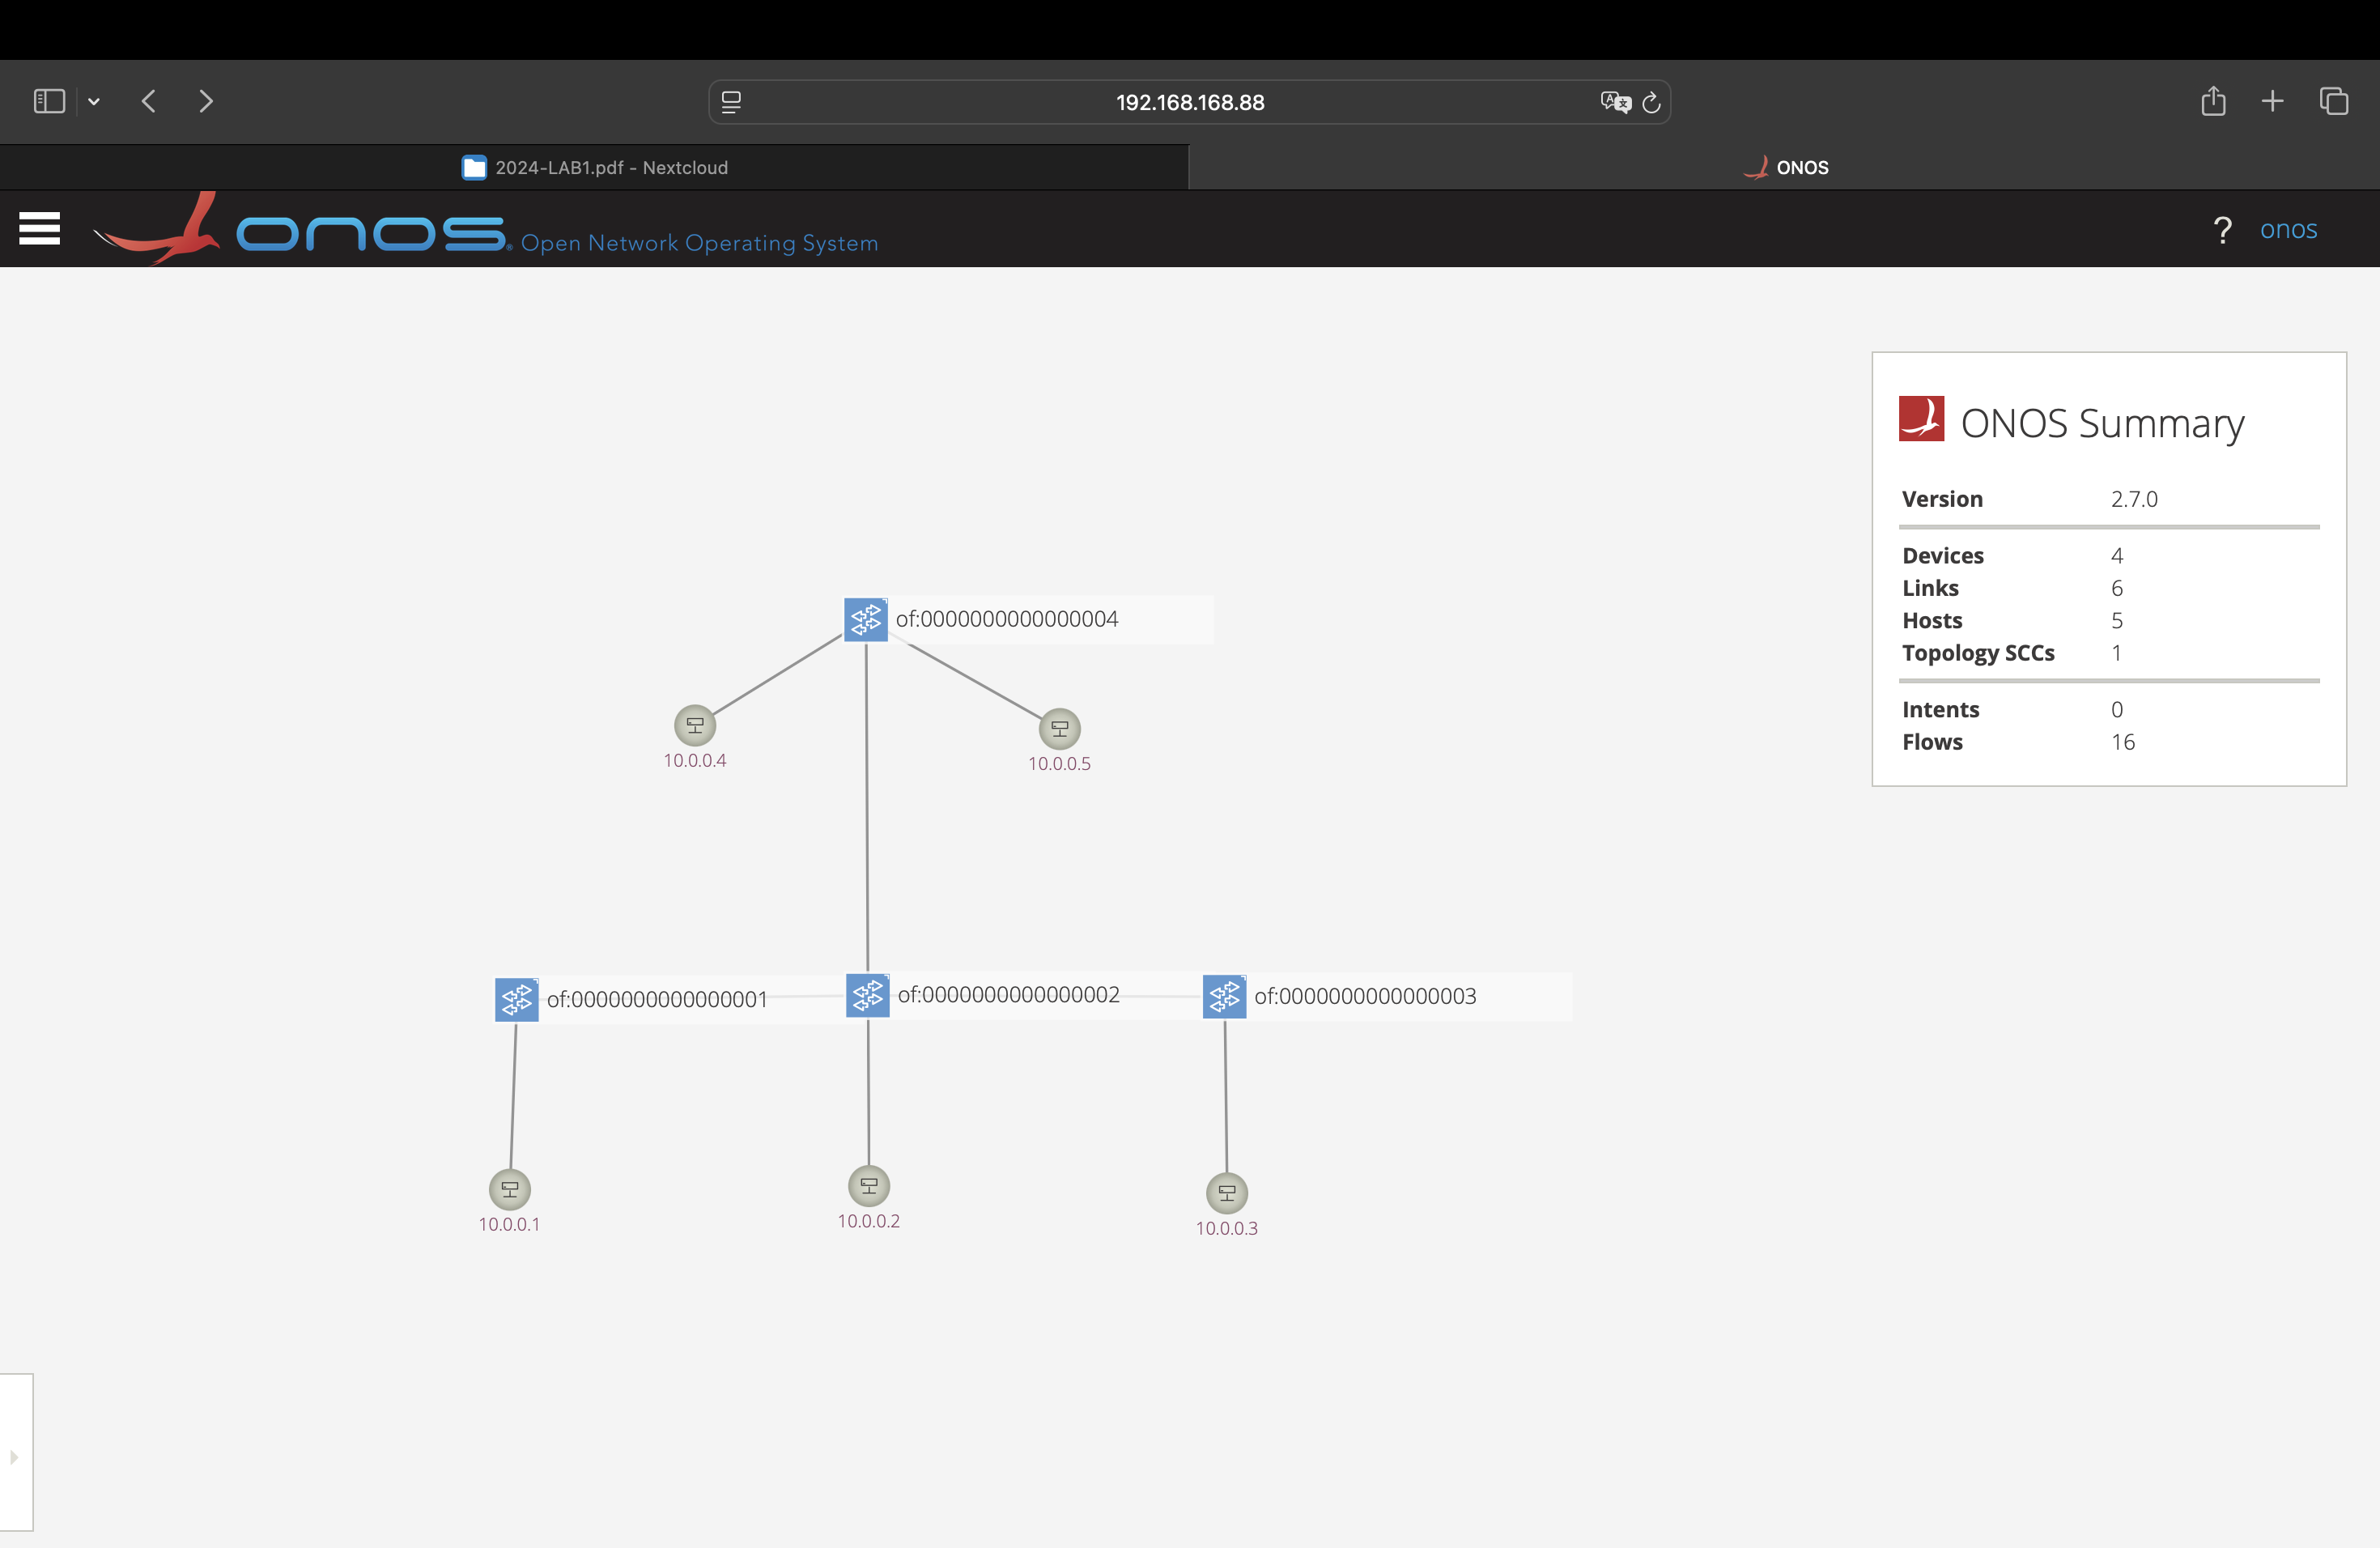 192.168.168.88
2024-LAB1.pdf - Nextcloud
ONOS
onos Open Network Operating System
? onos
ONOS Summary
Version 2.7.0
Devices 4
Links 6
Hosts 5
Topology SCCs 1
Intents 0
Flows 16
of:0000000000000004
10.0.0.4
10.0.0.5
of:0000000000000001
of:0000000000000002
of:0000000000000003
10.0.0.1
10.0.0.2
10.0.0.3